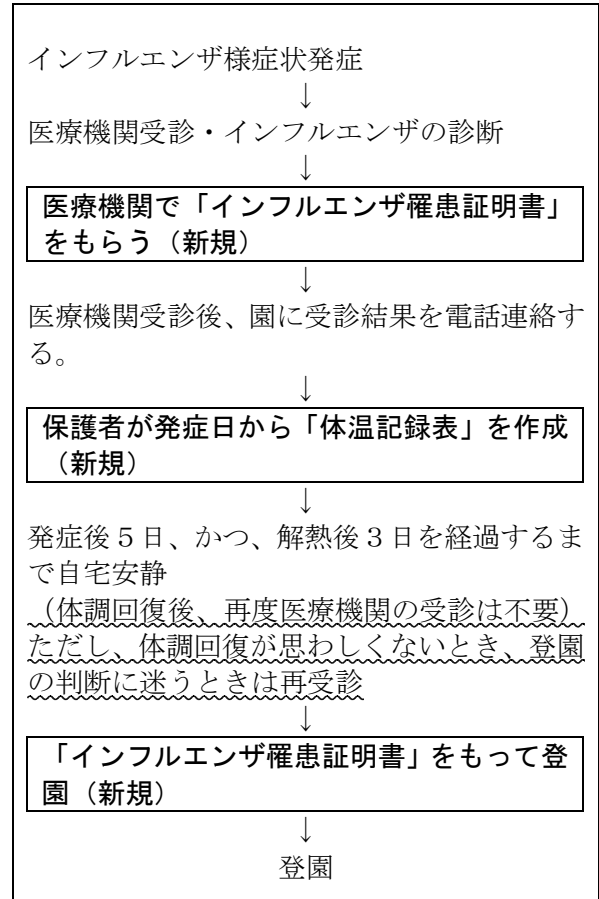 インフルエンザ様症状発症
↓
医療機関受診・インフルエンザの診断
↓
医療機関で「インフルエンザ罹患証明書」
をもらう（新規）
↓
医療機関受診後、園に受診結果を電話連絡す
る。
↓
保護者が発症日から「体温記録表」を作成
（新規）
↓
発症後５日、かつ、解熱後３日を経過するま
で自宅安静
（体調回復後、再度医療機関の受診は不要）
ただし、体調回復が思わしくないとき、登園
の判断に迷うときは再受診
↓
「インフルエンザ罹患証明書」をもって登
園（新規）
↓
登園